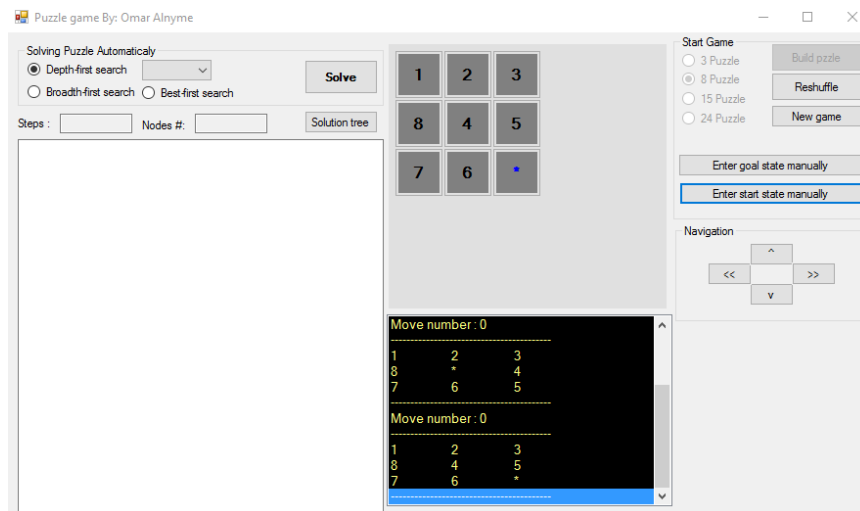 Puzzle game By: Omar Alnyme
Solving Puzzle Automaticaly
Depth-first search
Broadth-first search Best-first search
Solve
Steps : Nodes #: Solution tree
1 2 3
8 4 5
7 6 *
Move number : 0
----------------------------------------
1 2 3
8 * 4
7 6 5
----------------------------------------
Move number : 0
----------------------------------------
1 2 3
8 4 5
7 6 *
----------------------------------------
Start Game
3 Puzzle
8 Puzzle
15 Puzzle
24 Puzzle
Build pzzle
Reshuffle
New game
Enter goal state manually
Enter start state manually
Navigation
^
<< >>
v